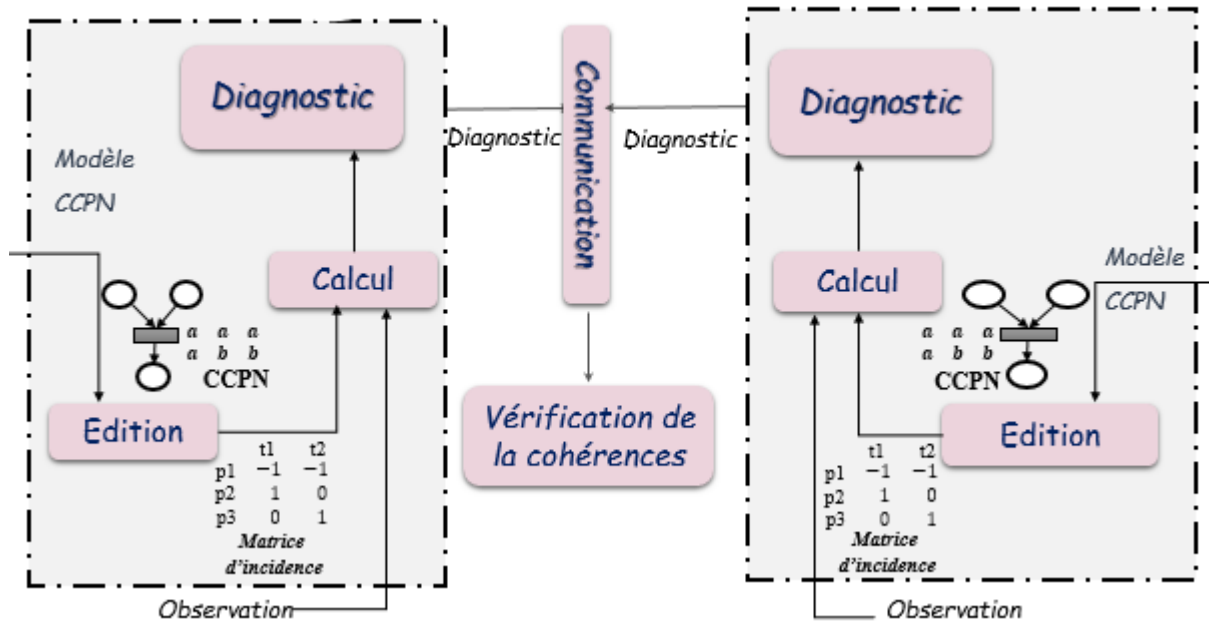 Diagnostic
Modèle
CCPN
Calcul
a a a
a b b
CCPN
Edition
t1 t2
p1 −1 −1
p2 1 0
p3 0 1
Matrice
d'incidence
Observation
Diagnostic
Communication
Diagnostic
Vérification de
la cohérences
Diagnostic
Calcul
Modèle
CCPN
a a a
a b b
CCPN
Edition
t1 t2
p1 −1 −1
p2 1 0
p3 0 1
Matrice
d'incidence
Observation